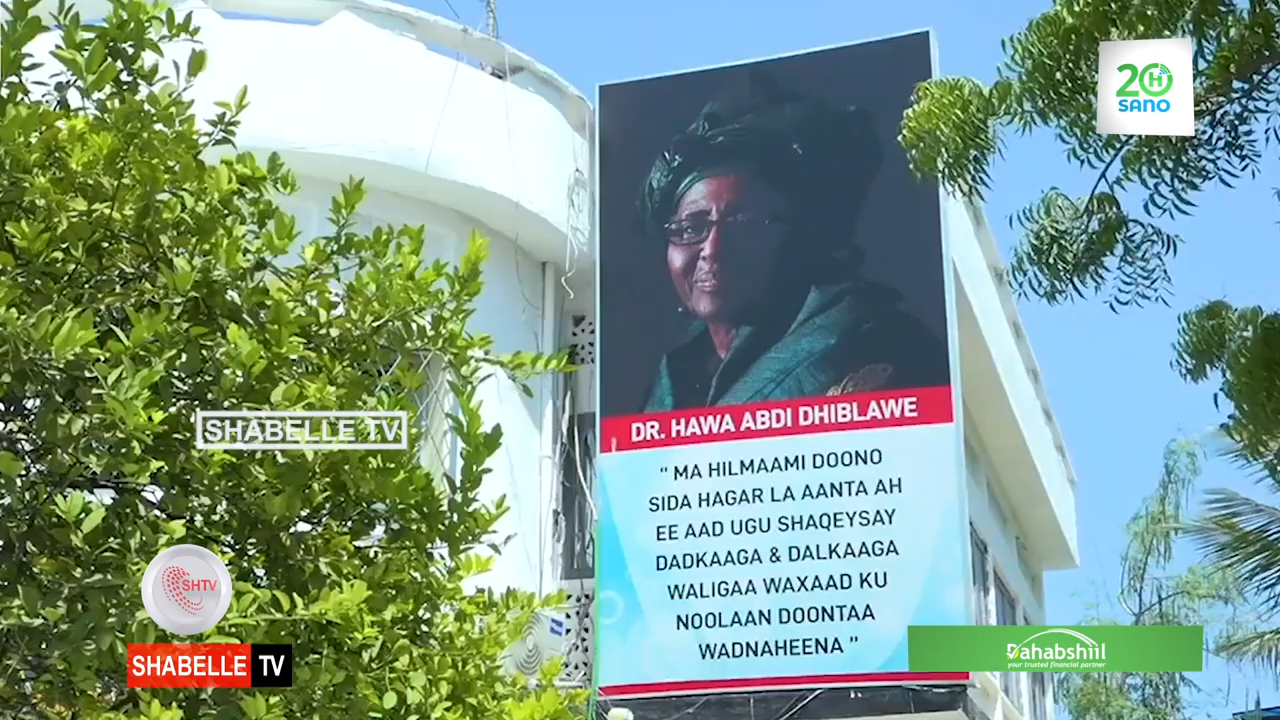 20 H
SANO
DR. HAWA ABDI DHIBLAWE
" MA HILMAAMI DOONO
SIDA HAGAR LA AANTA AH
EE AAD UGU SHAQEYSAY
DADKAAGA & DALKAAGA
WALIGAA WAXAAD KU
NOOLAAN DOONTAA
WADNAHEENA "
SHABELLE TV
SHTV
SHABELLE TV
Dahabshiil
your trusted financial partner